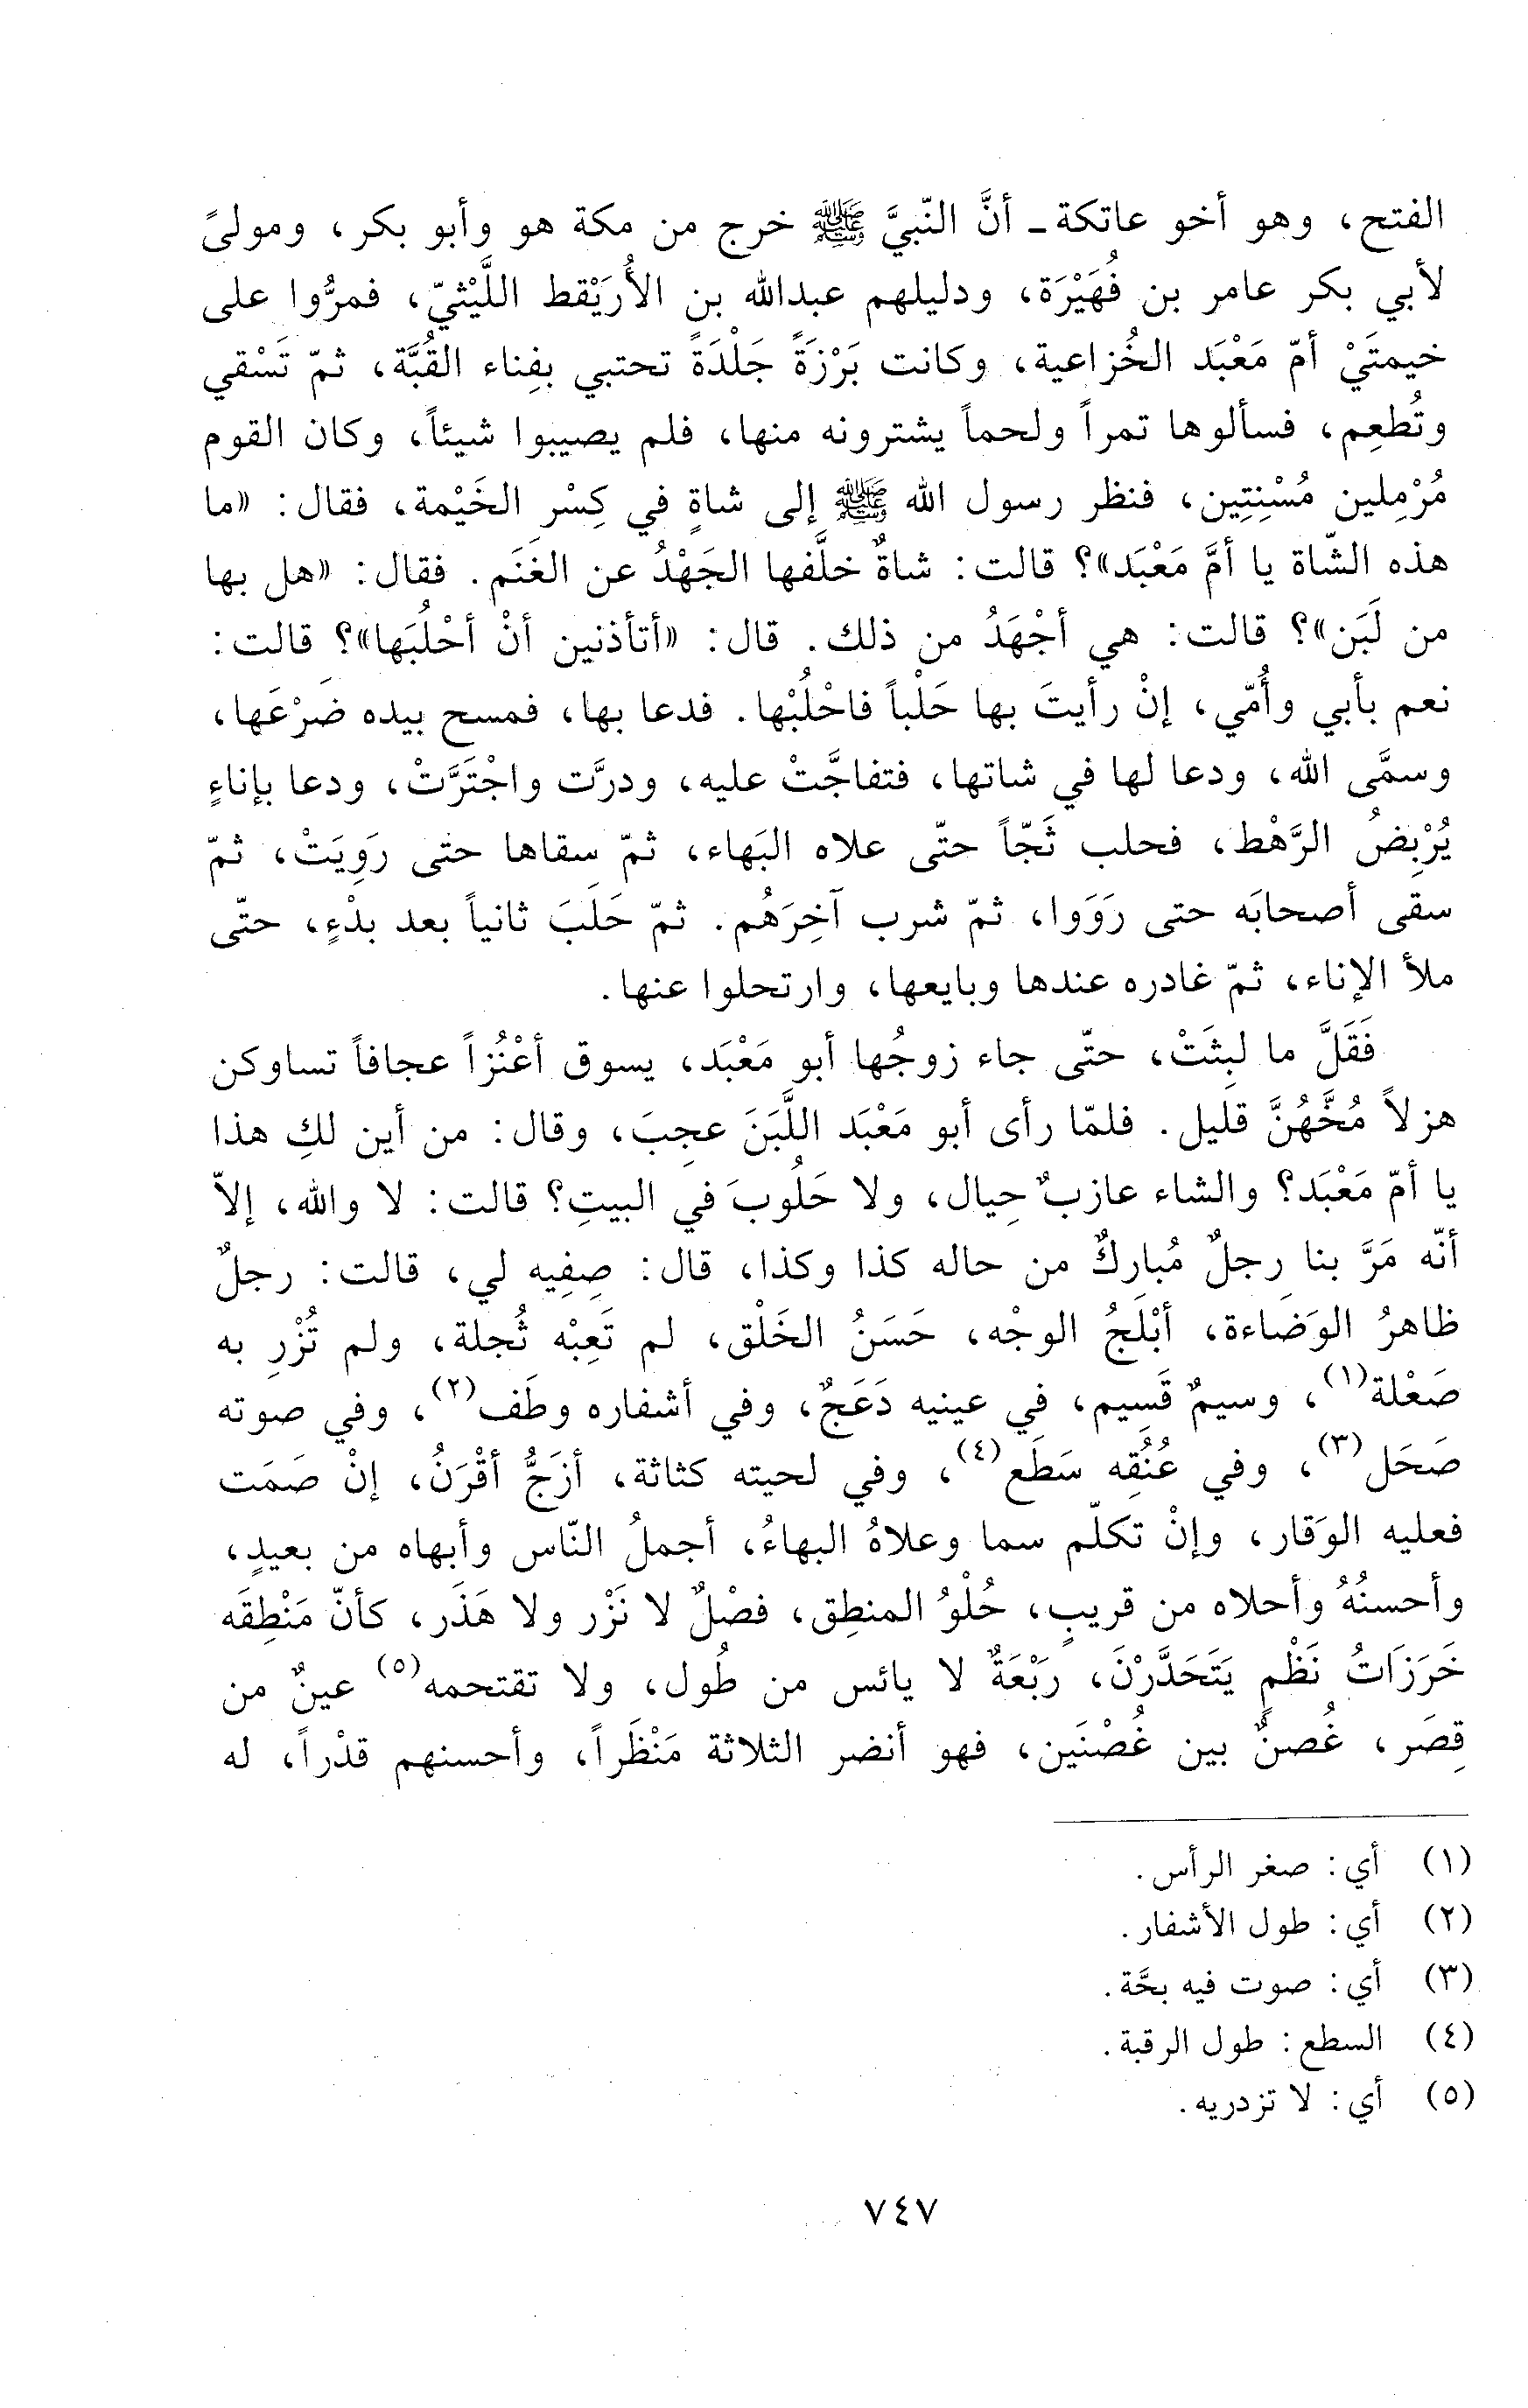 الفتح، وهو أخو عاتكة ـ أنَّ النّبيَّ ﷺ خرج من مكة هو وأبو بكر، ومولىً
لأبي بكر عامر بن فُهَيْرَة، ودليلهم عبدالله بن الأُرَيْقط اللَّيْثيّ، فمرُّوا على
خيمتَيْ أمّ مَعْبَد الخُزاعية، وكانت بَرْزَةً جَلْدَةً تحتبي بفِناء القُبَّة، ثمّ تَسْقي
وتُطعِم، فسألوها تمراً ولحماً يشترونه منها، فلم يصيبوا شيئاً، وكان القوم
مُرْمِلين مُسْنِتِين، فنظر رسول الله ﷺ إلى شاةٍ في كِسْرِ الخَيْمة، فقال: «ما
هذه الشّاة يا أمَّ مَعْبَد»؟ قالت: شاةٌ خلَّفها الجَهْدُ عن الغَنَم. فقال: «هل بها
من لَبَن»؟ قالت: هي أجْهَدُ من ذلك. قال: «أتأذنين أنْ أحْلُبَها»؟ قالت:
نعم بأبي وأُمّي، إنْ رأيتَ بها حَلْباً فاحْلُبْها. فدعا بها، فمسح بيده ضَرْعَها،
وسمَّى الله، ودعا لها في شاتها، فتفاجَّتْ عليه، ودرَّت واجْتَرَّتْ، ودعا بإناءٍ
يُرْبِضُ الرَّهْط، فحلب ثَجّاً حتّى علاه البَهاء، ثمّ سقاها حتى رَوِيَتْ، ثمّ
سقى أصحابَه حتى رَوَوا، ثمّ شرب آخِرَهُم. ثمّ حَلَبَ ثانياً بعد بدْءٍ، حتّى
ملأ الإناء، ثمّ غادره عندها وبايعها، وارتحلوا عنها.
فَقَلَّ ما لبِثَتْ، حتّى جاء زوجُها أبو مَعْبَد، يسوق أعْنُزاً عجافاً تساوكن
هزلاً مُخَّهُنَّ قليل. فلمّا رأى أبو مَعْبَد اللَّبَنَ عجِبَ، وقال: من أين لكِ هذا
يا أمّ مَعْبَد؟ والشاء عازبٌ حِيال، ولا حَلُوبَ في البيتِ؟ قالت: لا والله، إلاّ
أنّه مَرَّ بنا رجلٌ مُباركٌ من حاله كذا وكذا، قال: صِفِيه لي، قالت: رجلٌ
ظاهرُ الوَضاءة، أبْلَجُ الوجْه، حَسَنُ الخَلْق، لم تَعِبْه ثُجلة، ولم تُزْرِ به
صَعْلة(١)، وسيمٌ قَسِيم، في عينيه دَعَجٌ، وفي أشفاره وطَف(٢)، وفي صوته
صَحَل(٣)، وفي عُنُقِه سَطَع(٤)، وفي لحيته كثاثة، أزَجُّ أقْرَنُ، إنْ صَمَت
فعليه الوَقار، وإنْ تكلّم سما وعلاهُ البهاءُ، أجملُ النّاس وأبهاه من بعيدٍ،
وأحسنُهُ وأحلاه من قريبٍ، حُلْوُ المنطِق، فصْلٌ لا نَزْر ولا هَذَر، كأنّ مَنْطِقَه
خَرَزَاتُ نَظْمٍ يَتَحَدَّرْنَ، رَبْعَةٌ لا يائس من طُول، ولا تقتحمه(٥) عينٌ من
قِصَر، غُصنٌ بين غُصْنَين، فهو أنضر الثلاثة مَنْظَراً، وأحسنهم قدْراً، له
(١) أي: صغر الرأس.
(٢) أي: طول الأشفار.
(٣) أي: صوت فيه بحَّة.
(٤) السطع: طول الرقبة.
(٥) أي: لا تزدريه.
٧٤٧